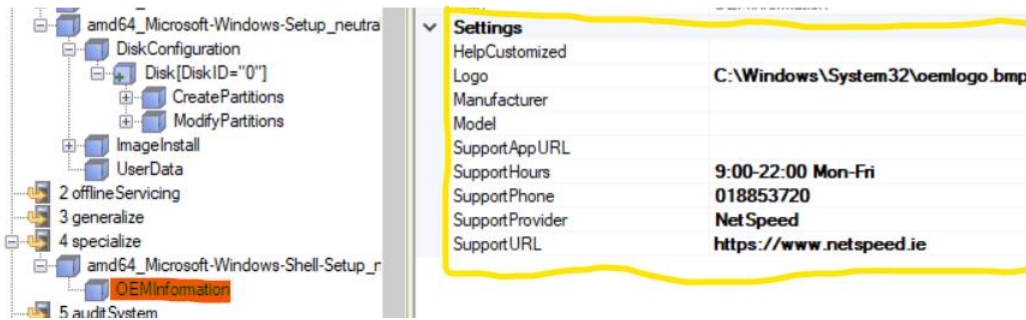 amd64_Microsoft-Windows-Setup_neutra
DiskConfiguration
Disk[DiskID="0"]
CreatePartitions
ModifyPartitions
ImageInstall
UserData
2 offlineServicing
3 generalize
4 specialize
amd64_Microsoft-Windows-Shell-Setup_n
OEMInformation
5 auditSystem
Settings
HelpCustomized
Logo C:\Windows\System32\oemlogo.bmp
Manufacturer
Model
SupportAppURL
SupportHours 9:00-22:00 Mon-Fri
SupportPhone 018853720
SupportProvider NetSpeed
SupportURL https://www.netspeed.ie